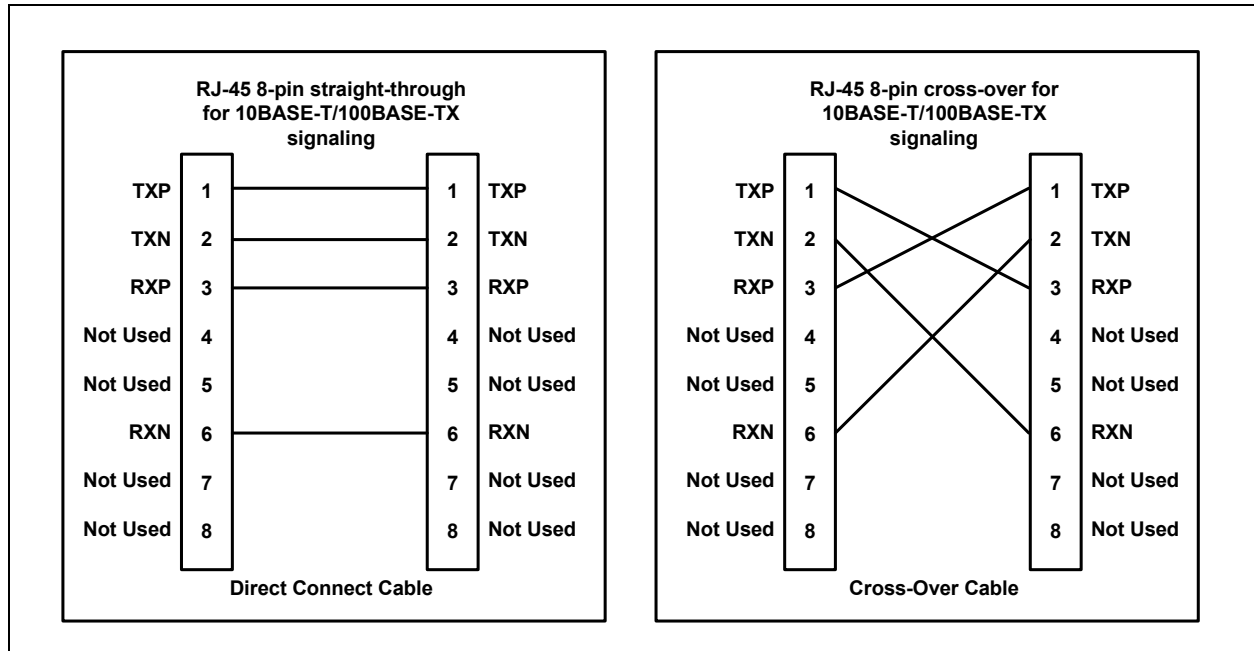 RJ-45 8-pin straight-through
for 10BASE-T/100BASE-TX
signaling
TXP 1 1 TXP
TXN 2 2 TXN
RXP 3 3 RXP
Not Used 4 4 Not Used
Not Used 5 5 Not Used
RXN 6 6 RXN
Not Used 7 7 Not Used
Not Used 8 8 Not Used
Direct Connect Cable
RJ-45 8-pin cross-over for
10BASE-T/100BASE-TX
signaling
TXP 1 1 TXP
TXN 2 2 TXN
RXP 3 3 RXP
Not Used 4 4 Not Used
Not Used 5 5 Not Used
RXN 6 6 RXN
Not Used 7 7 Not Used
Not Used 8 8 Not Used
Cross-Over Cable